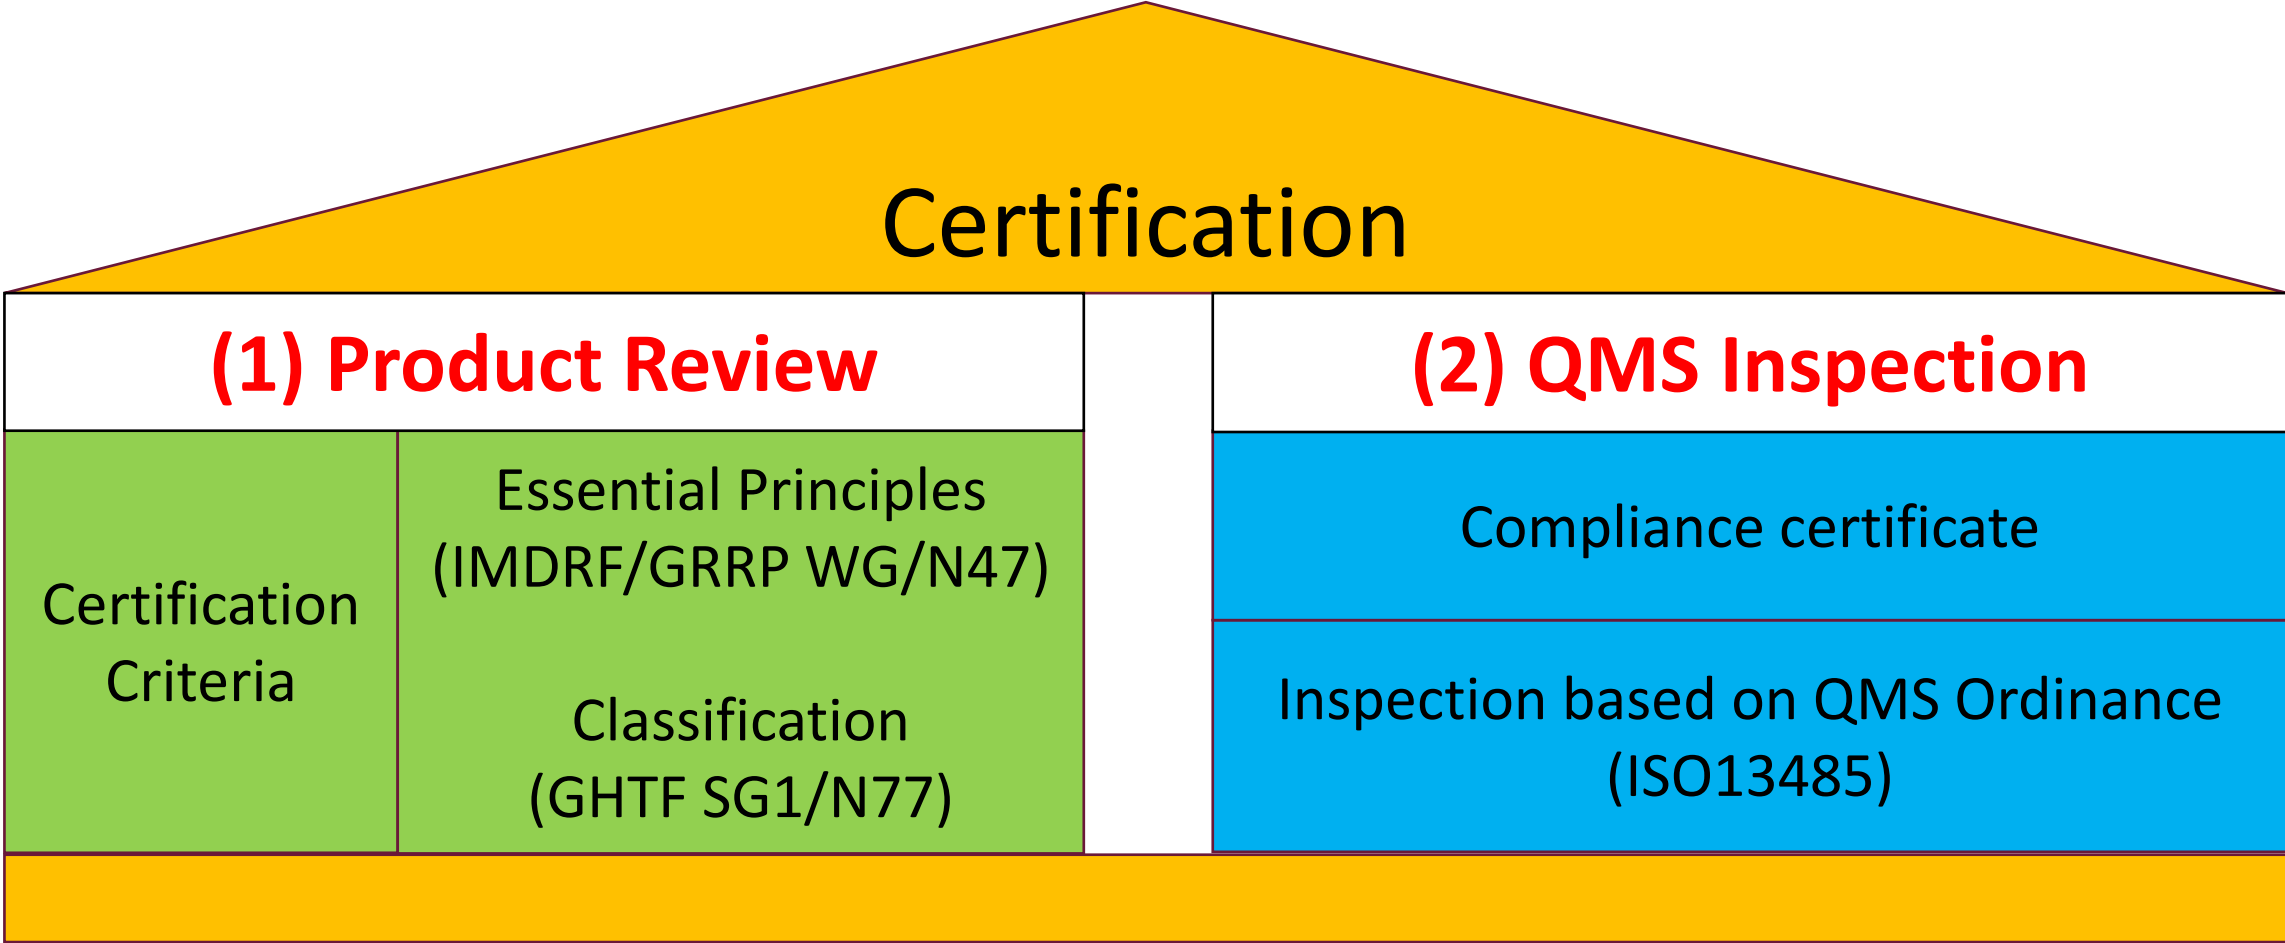 Certification
(1) Product Review
Certification
Criteria
Essential Principles
(IMDRF/GRRP WG/N47)
Classification
(GHTF SG1/N77)
(2) QMS Inspection
Compliance certificate
Inspection based on QMS Ordinance
(ISO13485)